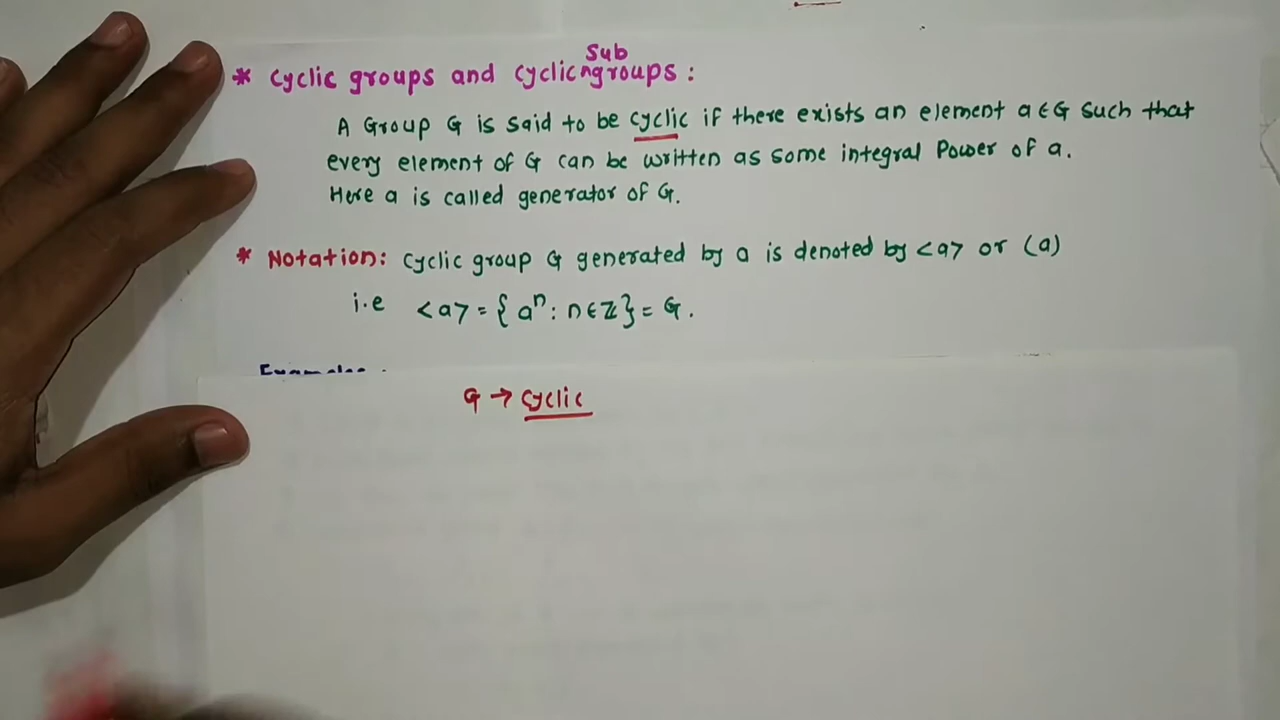 * Cyclic groups and cyclic subgroups :
A Group G is said to be cyclic if there exists an element a ∈ G such that
every element of G can be written as some integral Power of a.
Here a is called generator of G.
* Notation: Cyclic group G generated by a is denoted by <a> or (a)
i.e <a> = { aⁿ : n ∈ ℤ } = G.
G → cyclic